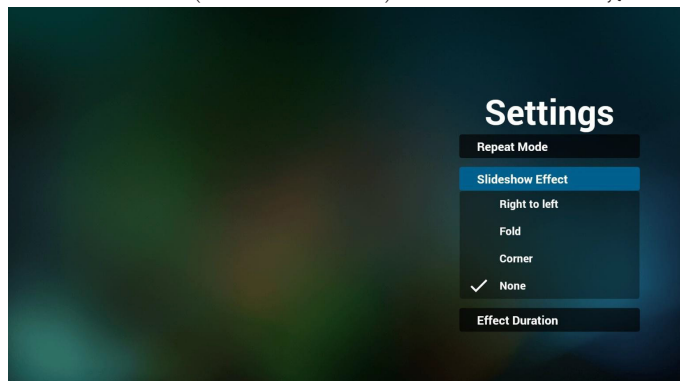 Settings
Repeat Mode
Slideshow Effect
Right to left
Fold
Corner
None
Effect Duration